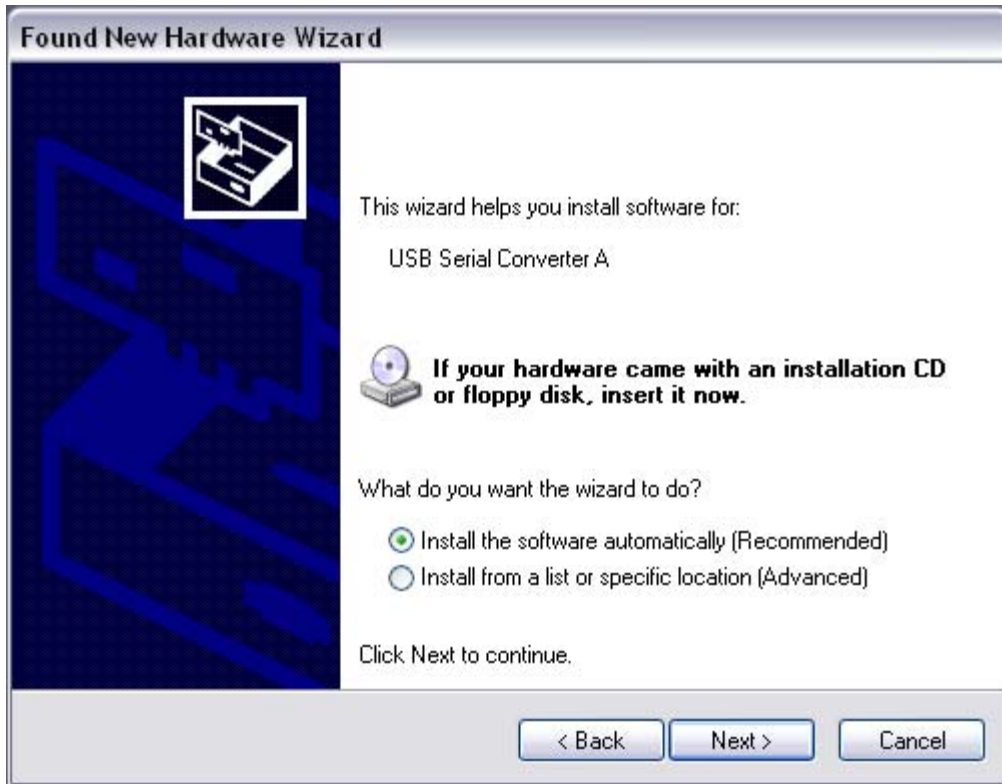 Found New Hardware Wizard
This wizard helps you install software for:
USB Serial Converter A
If your hardware came with an installation CD
or floppy disk, insert it now.
What do you want the wizard to do?
Install the software automatically (Recommended)
Install from a list or specific location (Advanced)
Click Next to continue.
< Back Next > Cancel